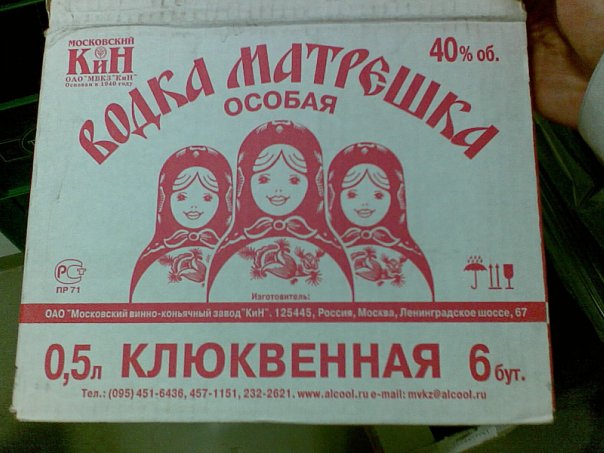 МОСКОВСКИЙ
КиН
ОАО "МВКЗ"КиН"
Основан в 1940 году
40% об.
ВОДКА МАТРЕШКА
ОСОБАЯ
РСТ
ПР 71
Изготовитель:
ОАО "Московский винно-коньячный завод "КиН". 125445, Россия, Москва, Ленинградское шоссе, 67
0,5л КЛЮКВЕННАЯ 6 бут.
Тел.: (095) 451-6436, 457-1151, 232-2621. www.alcool.ru e-mail: mvkz@alcool.ru